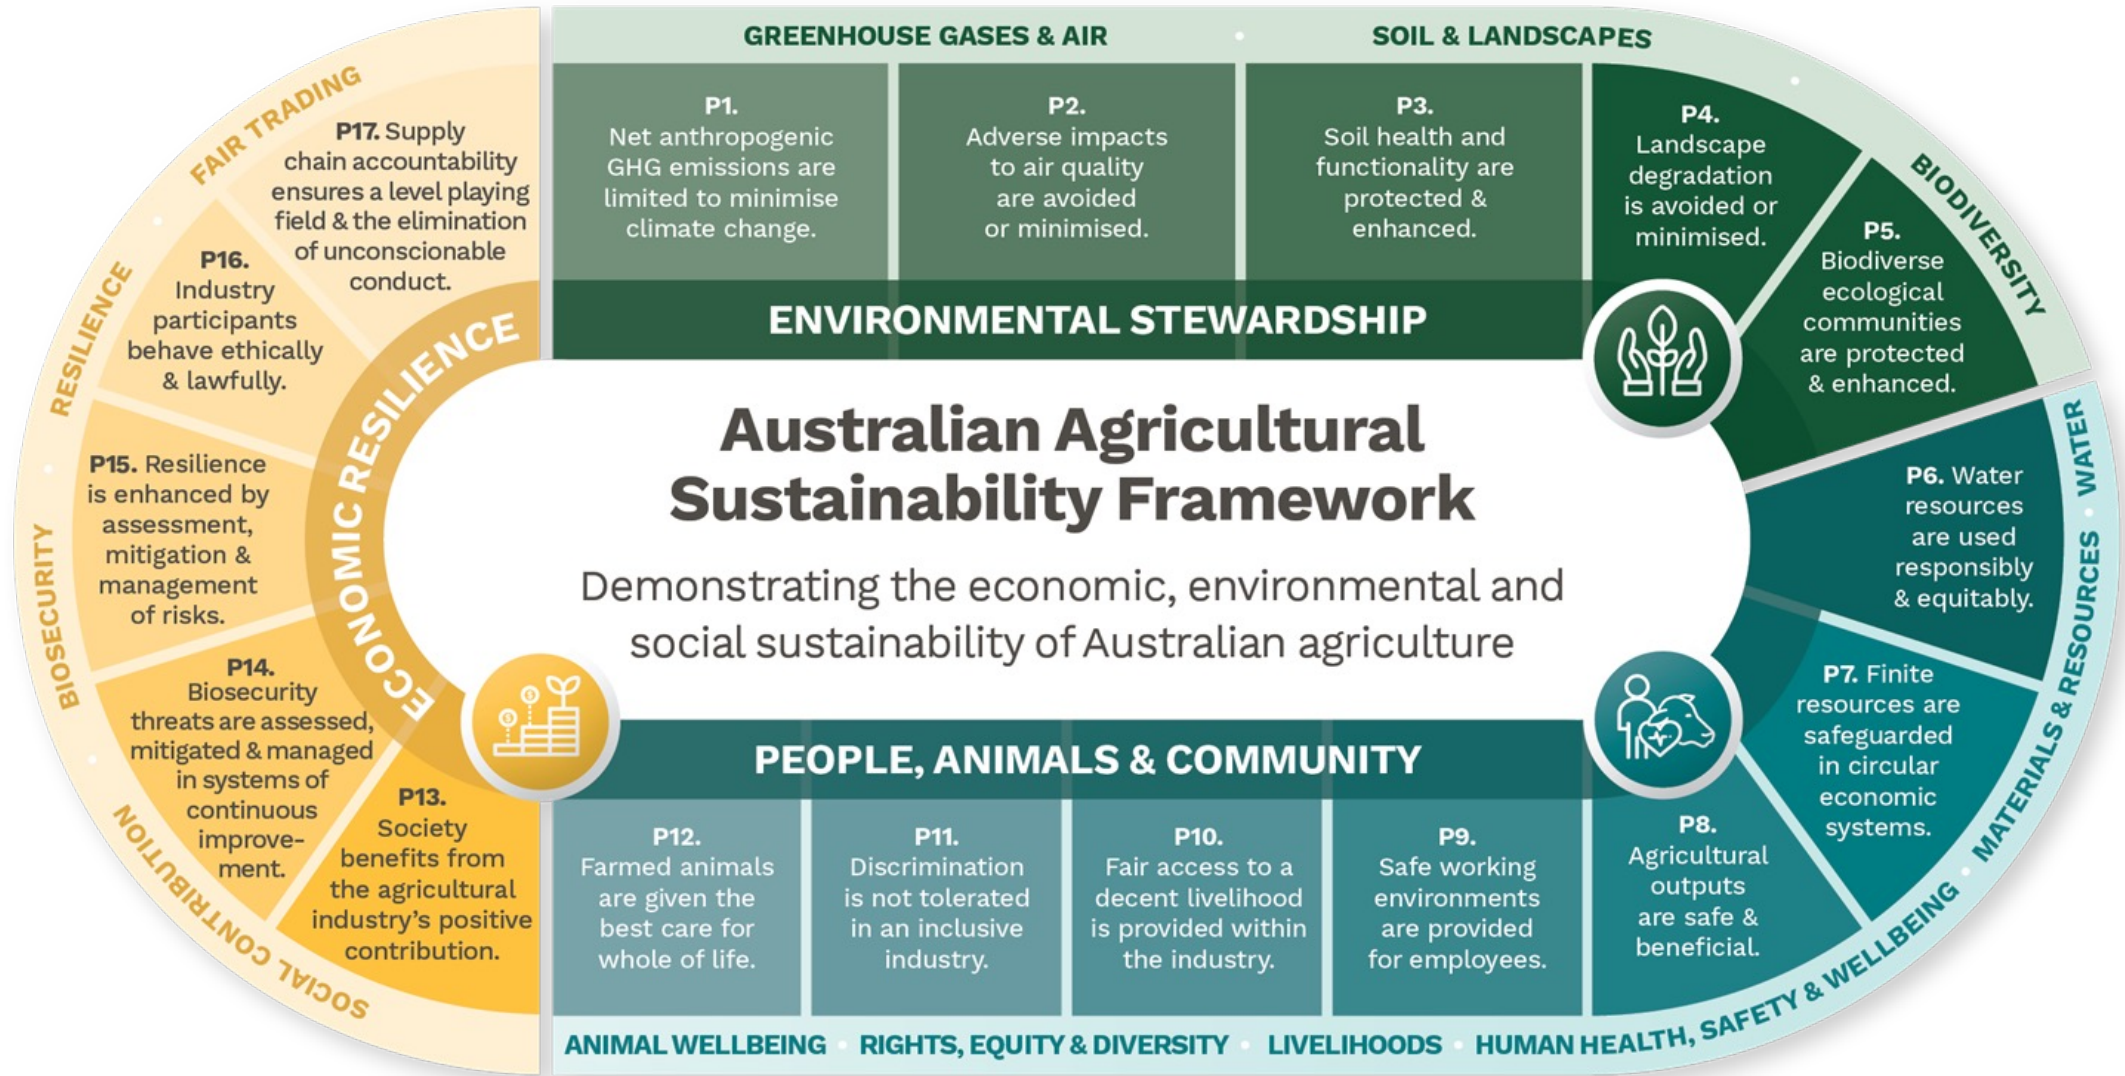 GREENHOUSE GASES & AIR
SOIL & LANDSCAPES
BIODIVERSITY
P1.
Net anthropogenic
GHG emissions are
limited to minimise
climate change.
P2.
Adverse impacts
to air quality
are avoided
or minimised.
P3.
Soil health and
functionality are
protected &
enhanced.
P4.
Landscape
degradation
is avoided or
minimised.
P5.
Biodiverse
ecological
communities
are protected
& enhanced.
ENVIRONMENTAL STEWARDSHIP
Australian Agricultural
Sustainability Framework
Demonstrating the economic, environmental and
social sustainability of Australian agriculture
WATER
MATERIALS & RESOURCES
HUMAN HEALTH, SAFETY & WELLBEING
LIVELIHOODS
RIGHTS, EQUITY & DIVERSITY
ANIMAL WELLBEING
P6. Water
resources
are used
responsibly
& equitably.
P7. Finite
resources are
safeguarded
in circular
economic
systems.
P8.
Agricultural
outputs
are safe &
beneficial.
P9.
Safe working
environments
are provided
for employees.
P10.
Fair access to a
decent livelihood
is provided within
the industry.
P11.
Discrimination
is not tolerated
in an inclusive
industry.
P12.
Farmed animals
are given the
best care for
whole of life.
PEOPLE, ANIMALS & COMMUNITY
SOCIAL CONTRIBUTION
BIOSECURITY
RESILIENCE
FAIR TRADING
P13.
Society
benefits from
the agricultural
industry's positive
contribution.
P14.
Biosecurity
threats are assessed,
mitigated & managed
in systems of
continuous
improve-
ment.
P15. Resilience
is enhanced by
assessment,
mitigation &
management
of risks.
P16.
Industry
participants
behave ethically
& lawfully.
P17. Supply
chain accountability
ensures a level playing
field & the elimination
of unconscionable
conduct.
ECONOMIC RESILIENCE